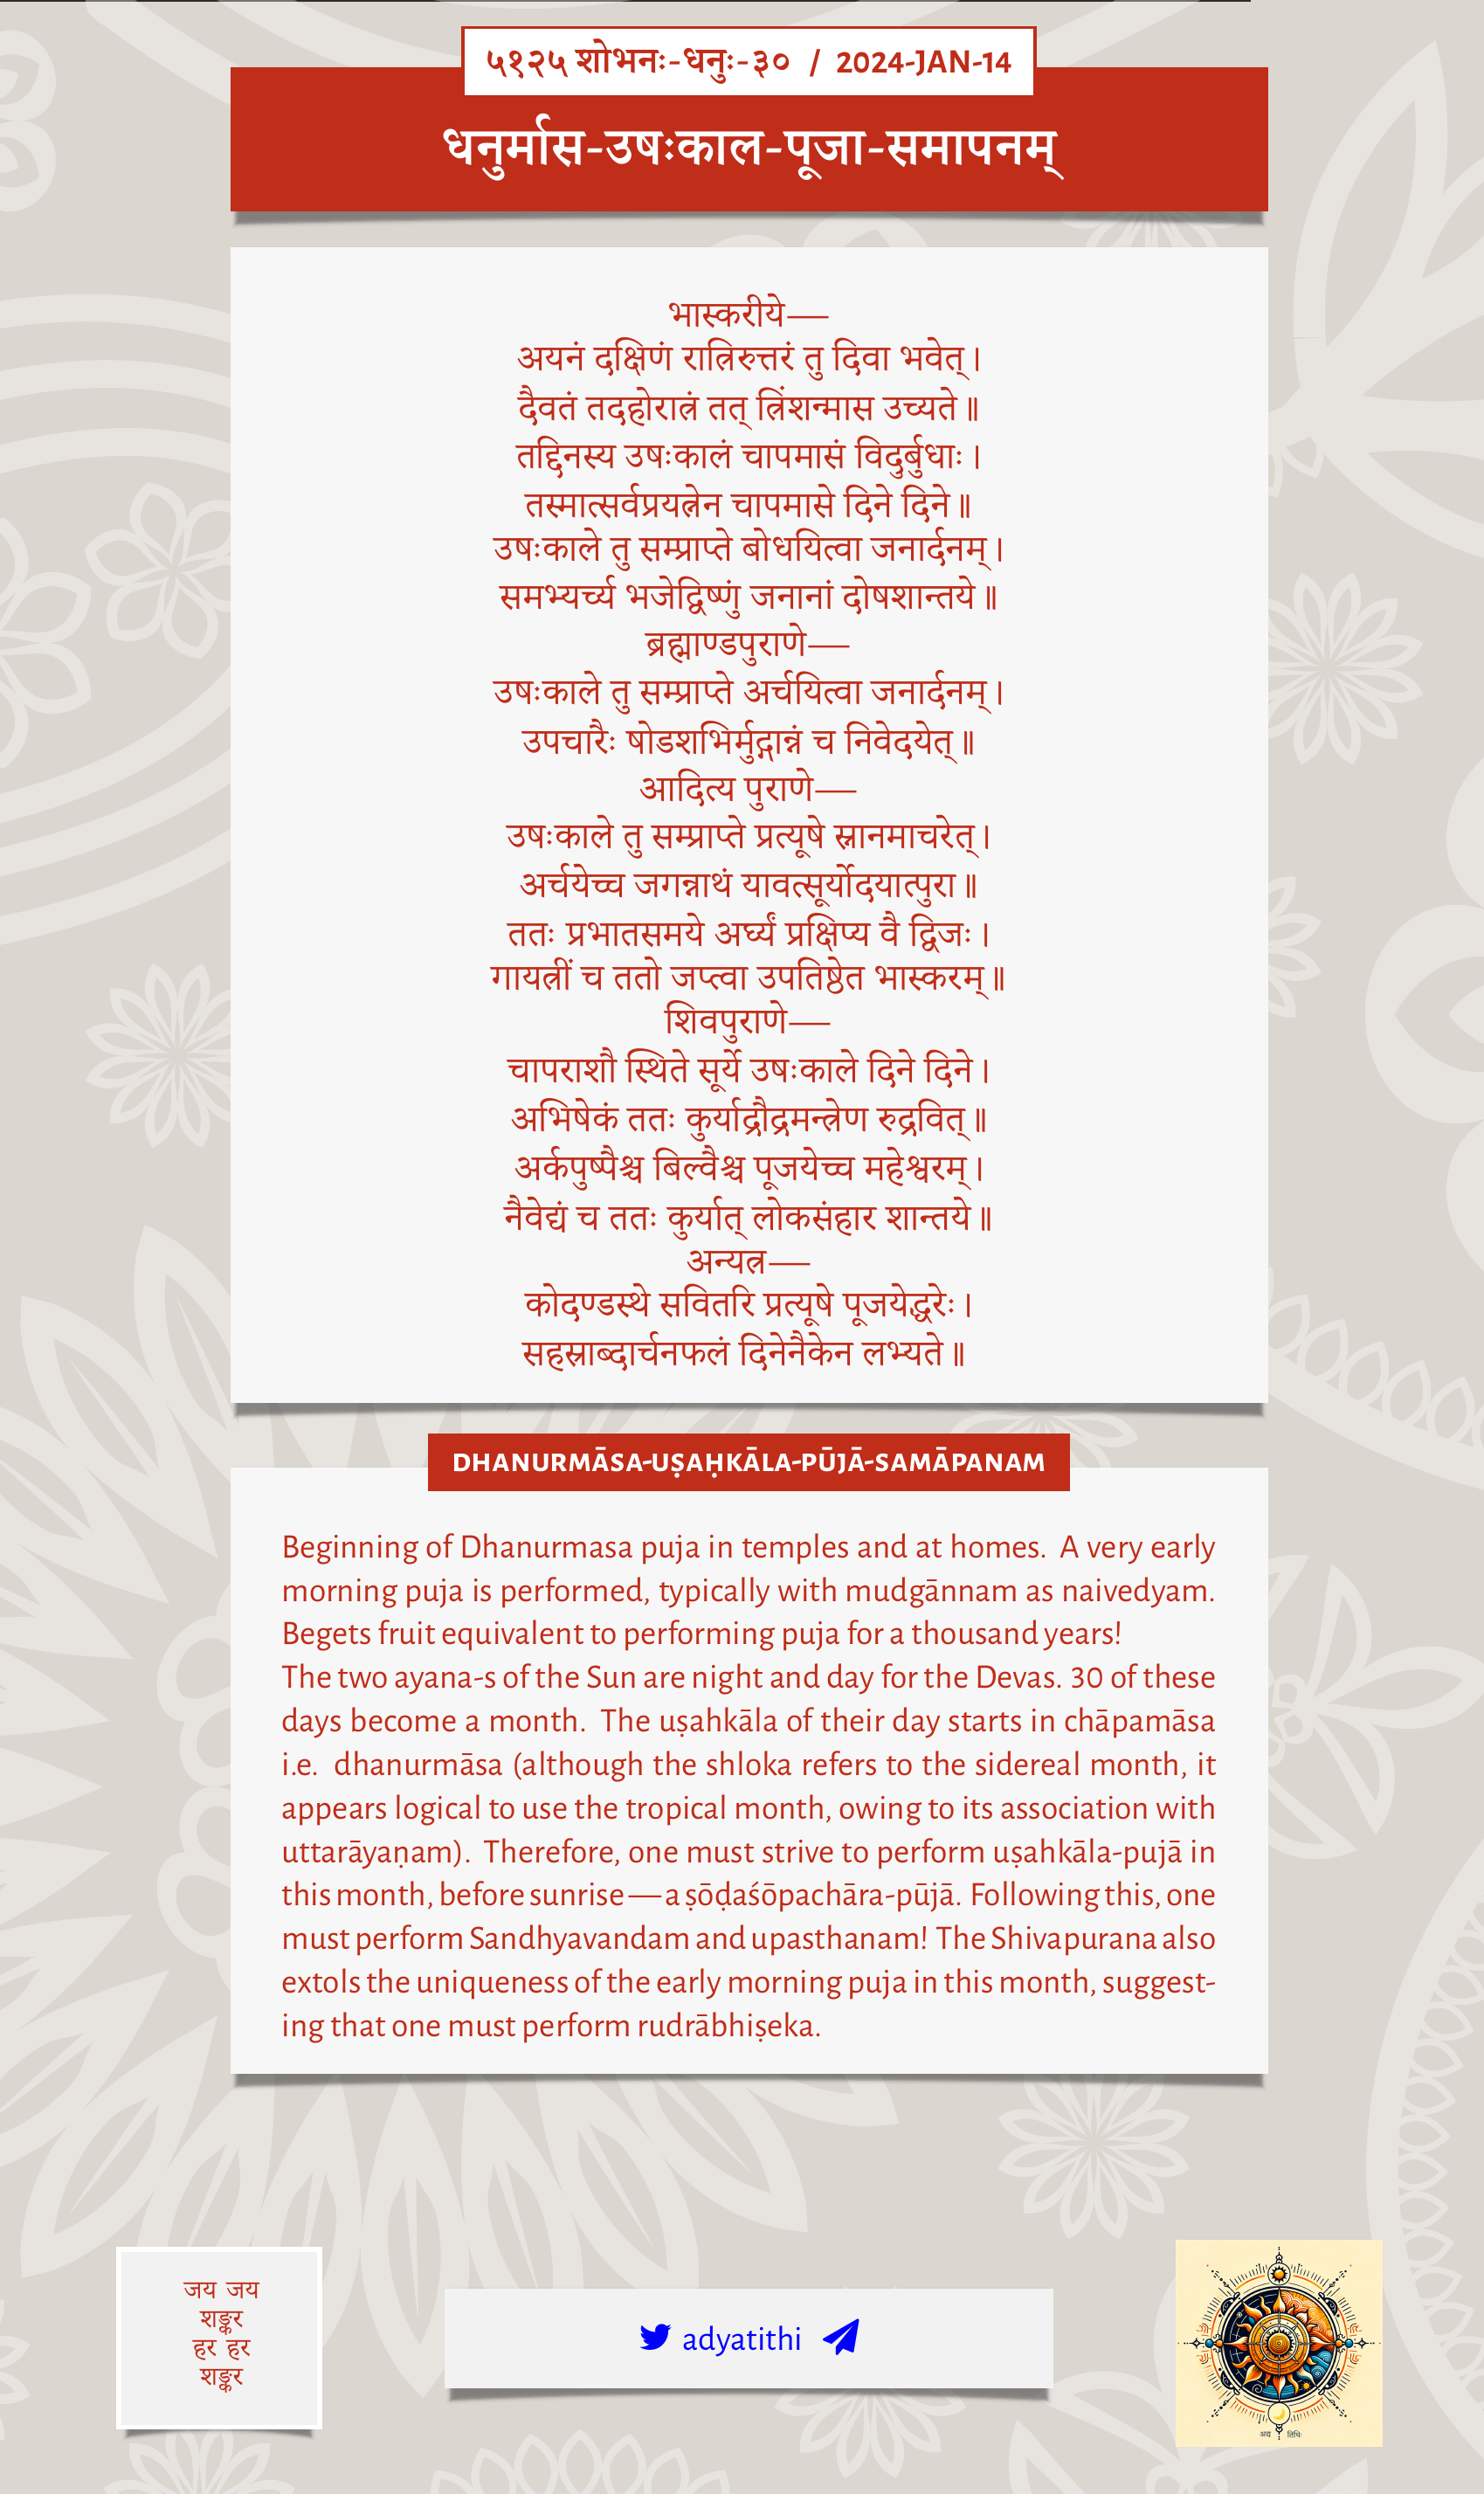 ५१२५ शोभनः-धनुः-३० / 2024-JAN-14
धनुर्मास-उषःकाल-पूजा-समापनम्
भास्करीये—
अयनं दक्षिणं रात्रिरुत्तरं तु दिवा भवेत्।
दैवतं तदहोरात्रं तत् त्रिंशन्मास उच्यते॥
तद्दिनस्य उषःकालं चापमासं विदुर्बुधाः।
तस्मात्सर्वप्रयत्नेन चापमासे दिने दिने॥
उषःकाले तु सम्प्राप्ते बोधयित्वा जनार्दनम्।
समभ्यर्च्य भजेद्विष्णुं जनानां दोषशान्तये॥
ब्रह्माण्डपुराणे—
उषःकाले तु सम्प्राप्ते अर्चयित्वा जनार्दनम्।
उपचारैः षोडशभिर्मुद्गान्नं च निवेदयेत्॥
आदित्य पुराणे—
उषःकाले तु सम्प्राप्ते प्रत्यूषे स्नानमाचरेत्।
अर्चयेच्च जगन्नाथं यावत्सूर्योदयात्पुरा॥
ततः प्रभातसमये अर्घ्यं प्रक्षिप्य वै द्विजः।
गायत्रीं च ततो जप्त्वा उपतिष्ठेत भास्करम्॥
शिवपुराणे—
चापराशौ स्थिते सूर्ये उषःकाले दिने दिने।
अभिषेकं ततः कुर्याद्रौद्रमन्त्रेण रुद्रवित्॥
अर्कपुष्पैश्च बिल्वैश्च पूजयेच्च महेश्वरम्।
नैवेद्यं च ततः कुर्यात् लोकसंहार शान्तये॥
अन्यत्र—
कोदण्डस्थे सवितरि प्रत्यूषे पूजयेद्धरेः।
सहस्राब्दार्चनफलं दिनेनैकेन लभ्यते॥
DHANURMĀSA-UṢAḤKĀLA-PŪJĀ-SAMĀPANAM
Beginning of Dhanurmasa puja in temples and at homes. A very early
morning puja is performed, typically with mudgānnam as naivedyam.
Begets fruit equivalent to performing puja for a thousand years!
The two ayana-s of the Sun are night and day for the Devas. 30 of these
days become a month. The uṣahkāla of their day starts in chāpamāsa
i.e. dhanurmāsa (although the shloka refers to the sidereal month, it
appears logical to use the tropical month, owing to its association with
uttarāyaṇam). Therefore, one must strive to perform uṣahkāla-pujā in
this month, before sunrise — a ṣōḍaśōpachāra-pūjā. Following this, one
must perform Sandhyavandam and upasthanam! The Shivapurana also
extols the uniqueness of the early morning puja in this month, suggest-
ing that one must perform rudrābhiṣeka.
जय जय
शङ्कर
हर हर
शङ्कर
adyatithi
अद्य तिथिः